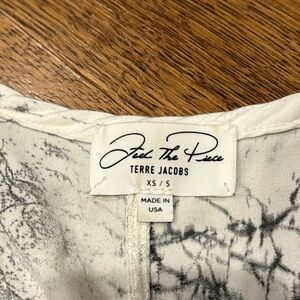 Feel The Piece
TERRE JACOBS
XS / S
MADE IN
USA